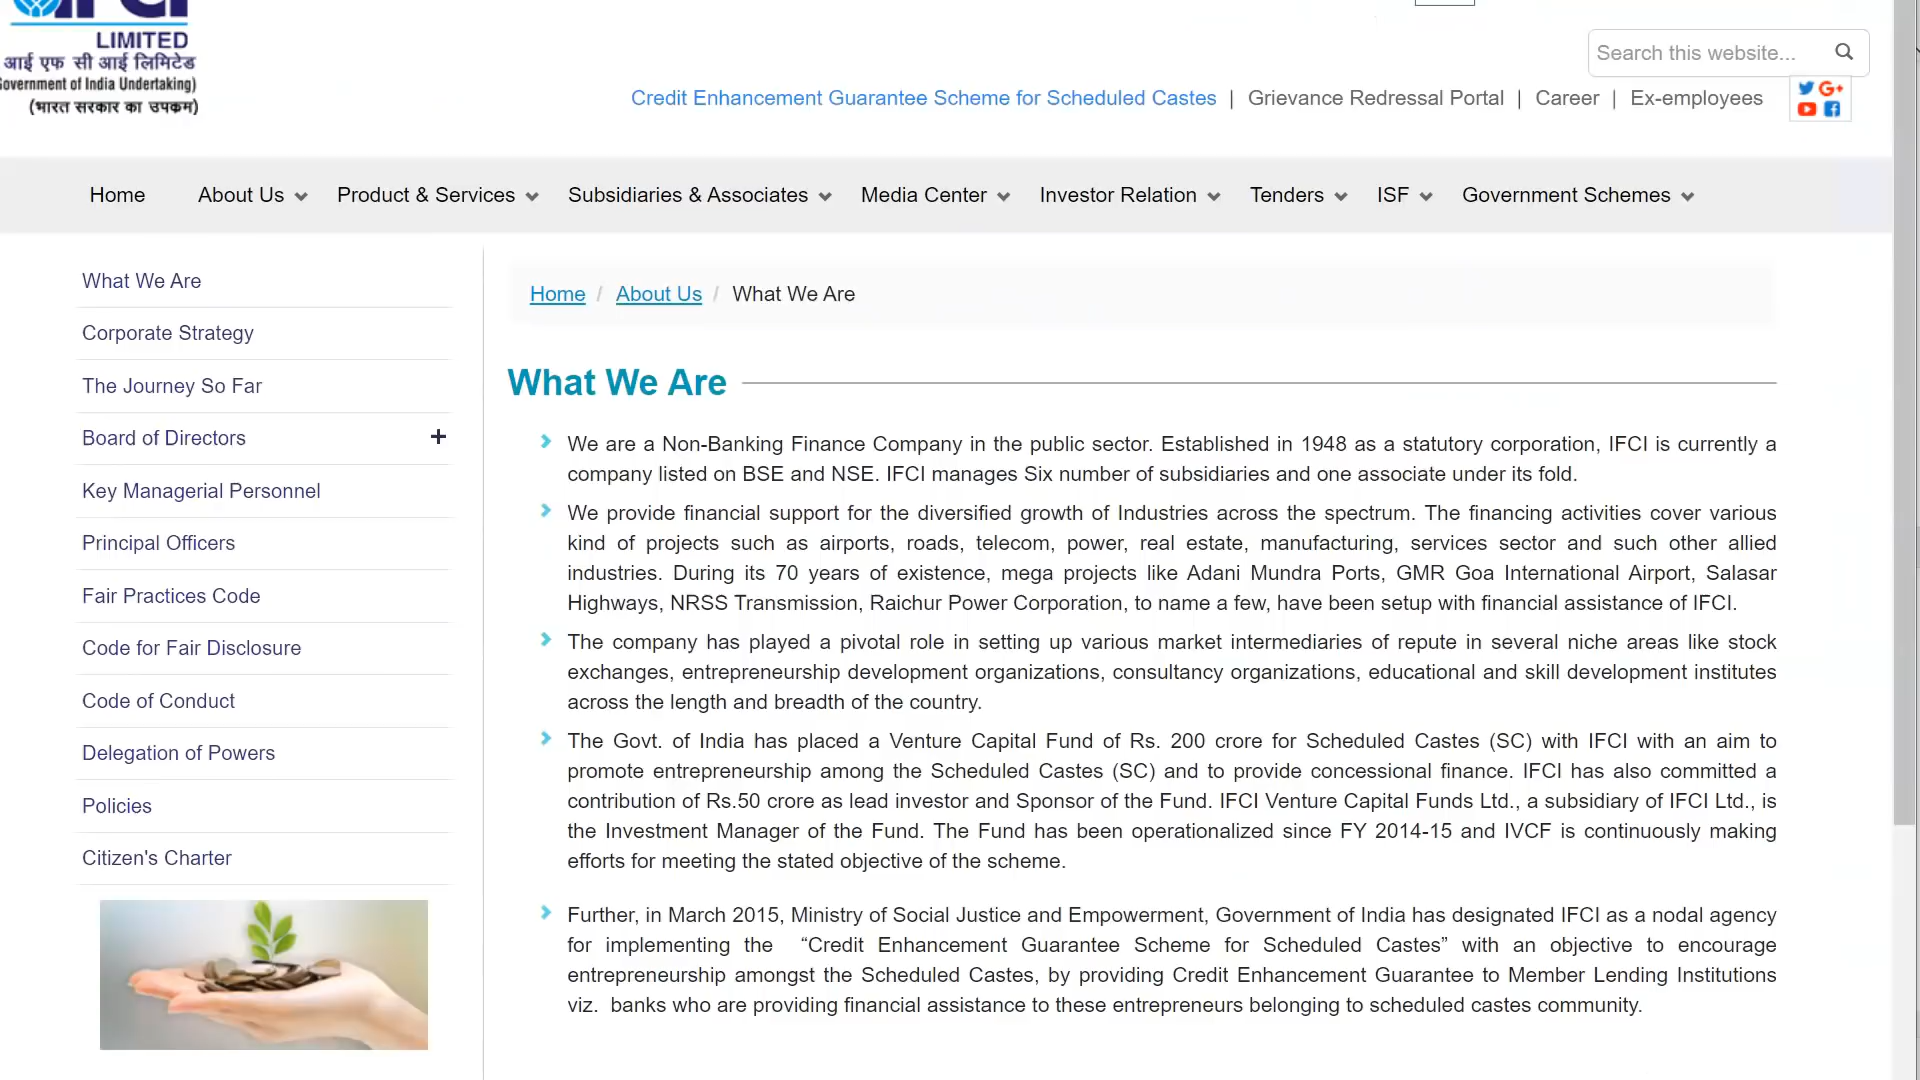 IFCI
LIMITED
आई एफ सी आई लिमिटेड
Government of India Undertaking)
(भारत सरकार का उपक्रम)
Search this website...
Credit Enhancement Guarantee Scheme for Scheduled Castes | Grievance Redressal Portal | Career | Ex-employees
Home About Us Product & Services Subsidiaries & Associates Media Center Investor Relation Tenders ISF Government Schemes
What We Are
Corporate Strategy
The Journey So Far
Board of Directors +
Key Managerial Personnel
Principal Officers
Fair Practices Code
Code for Fair Disclosure
Code of Conduct
Delegation of Powers
Policies
Citizen's Charter
Home / About Us / What We Are
What We Are
We are a Non-Banking Finance Company in the public sector. Established in 1948 as a statutory corporation, IFCI is currently a
company listed on BSE and NSE. IFCI manages Six number of subsidiaries and one associate under its fold.
We provide financial support for the diversified growth of Industries across the spectrum. The financing activities cover various
kind of projects such as airports, roads, telecom, power, real estate, manufacturing, services sector and such other allied
industries. During its 70 years of existence, mega projects like Adani Mundra Ports, GMR Goa International Airport, Salasar
Highways, NRSS Transmission, Raichur Power Corporation, to name a few, have been setup with financial assistance of IFCI.
The company has played a pivotal role in setting up various market intermediaries of repute in several niche areas like stock
exchanges, entrepreneurship development organizations, consultancy organizations, educational and skill development institutes
across the length and breadth of the country.
The Govt. of India has placed a Venture Capital Fund of Rs. 200 crore for Scheduled Castes (SC) with IFCI with an aim to
promote entrepreneurship among the Scheduled Castes (SC) and to provide concessional finance. IFCI has also committed a
contribution of Rs.50 crore as lead investor and Sponsor of the Fund. IFCI Venture Capital Funds Ltd., a subsidiary of IFCI Ltd., is
the Investment Manager of the Fund. The Fund has been operationalized since FY 2014-15 and IVCF is continuously making
efforts for meeting the stated objective of the scheme.
Further, in March 2015, Ministry of Social Justice and Empowerment, Government of India has designated IFCI as a nodal agency
for implementing the “Credit Enhancement Guarantee Scheme for Scheduled Castes” with an objective to encourage
entrepreneurship amongst the Scheduled Castes, by providing Credit Enhancement Guarantee to Member Lending Institutions
viz. banks who are providing financial assistance to these entrepreneurs belonging to scheduled castes community.